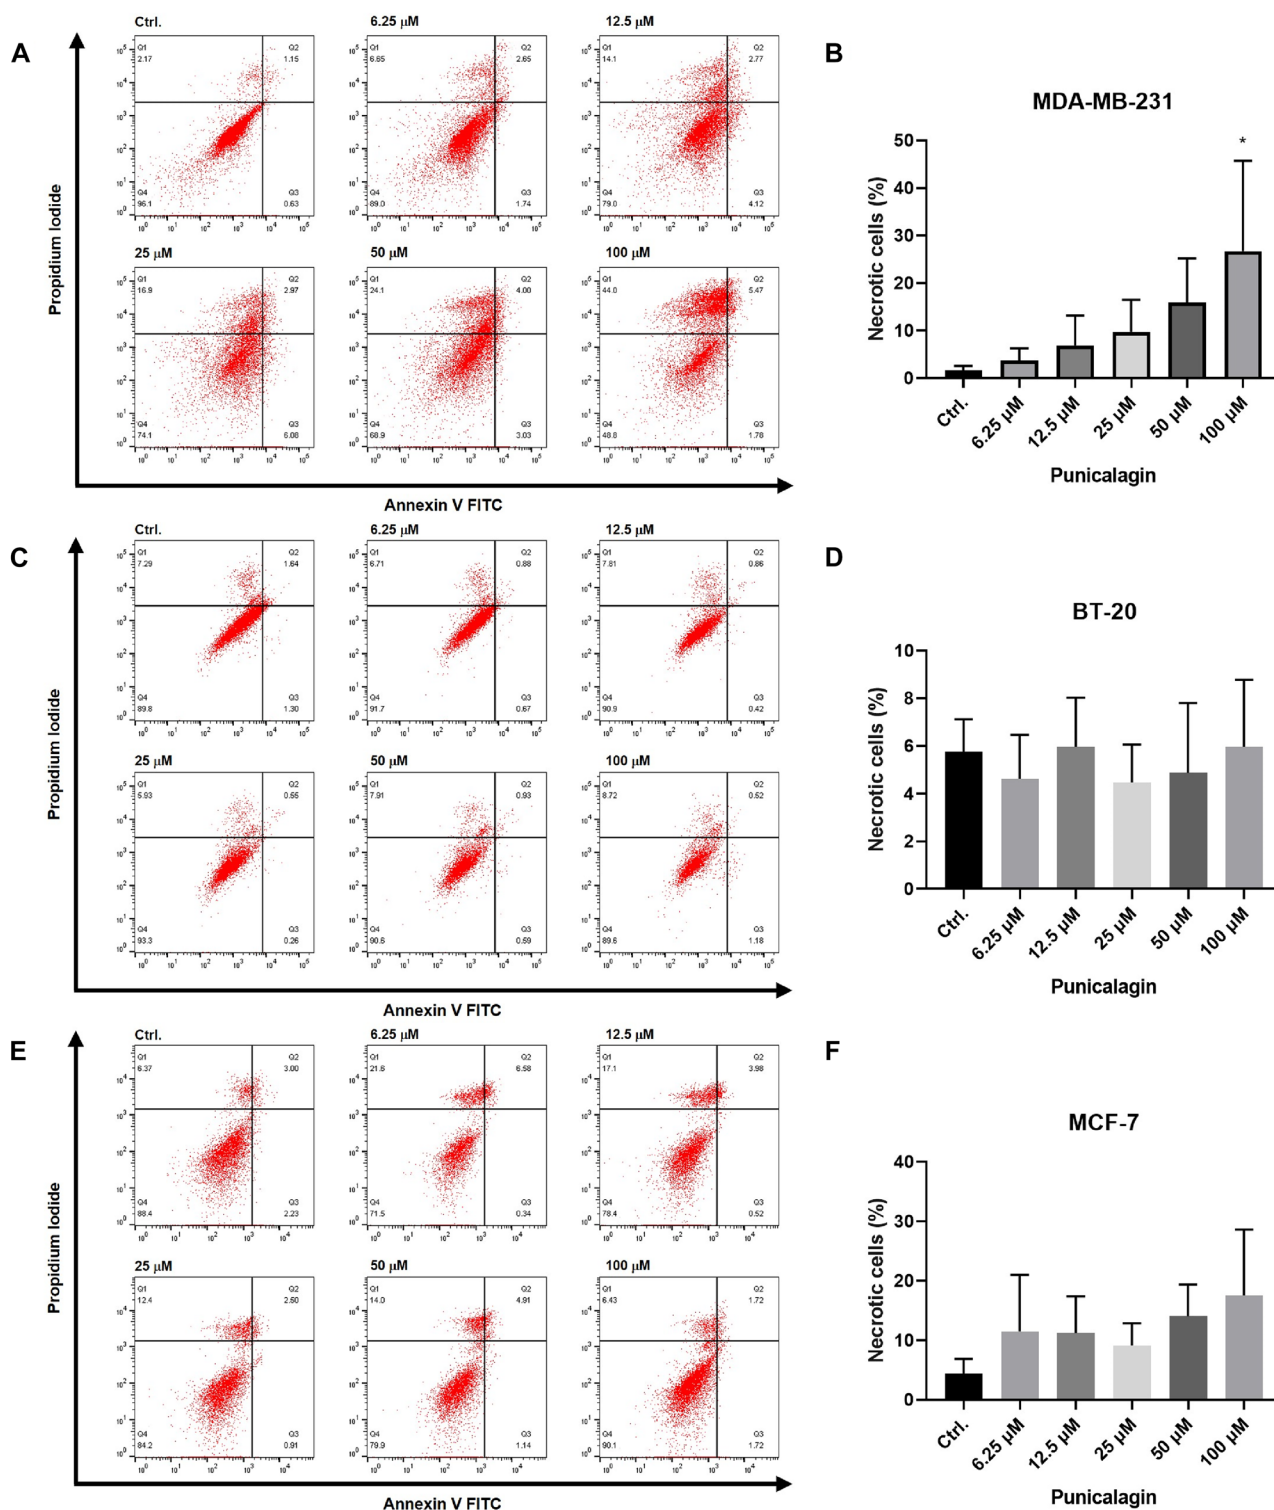 A
Ctrl.
Q1
2.17
Q2
1.15
Q4
96.1
Q3
0.63
6.25 μM
Q1
6.65
Q2
2.65
Q4
89.0
Q3
1.74
12.5 μM
Q1
14.1
Q2
2.77
Q4
79.0
Q3
4.12
25 μM
Q1
16.9
Q2
2.97
Q4
74.1
Q3
50 μM
Q1
24.1
Q2
4.00
Q4
68.9
Q3
3.03
100 μM
Q1
44.0
Q2
5.47
Q4
48.8
Q3
1.78
Propidium Iodide
Annexin V FITC
B
MDA-MB-231
Necrotic cells (%)
50
40
30
20
10
0
*
Ctrl.
6.25 μM
12.5 μM
25 μM
50 μM
100 μM
Punicalagin
C
Ctrl.
Q1
7.29
Q2
1.64
Q4
89.8
Q3
1.30
6.25 μM
Q1
6.71
Q2
0.88
Q4
91.7
Q3
0.67
12.5 μM
Q1
7.81
Q2
0.86
Q4
90.9
Q3
0.42
25 μM
Q1
Q2
Q4
93.3
Q3
0.26
50 μM
Q1
7.91
Q2
0.93
Q4
Q3
100 μM
Q1
8.72
Q2
0.52
Q4
89.6
Q3
1.18
Propidium Iodide
Annexin V FITC
D
BT-20
Necrotic cells (%)
10
8
6
4
2
0
Ctrl.
6.25 μM
12.5 μM
25 μM
50 μM
100 μM
Punicalagin
E
Ctrl.
Q1
6.37
Q2
3.00
Q4
88.4
Q3
2.23
6.25 μM
Q1
Q2
6.58
Q4
71.5
Q3
0.34
12.5 μM
Q1
17.1
Q2
3.98
Q4
78.4
Q3
0.52
25 μM
Q1
12.4
Q2
Q4
84.2
Q3
0.91
50 μM
Q1
14.0
Q2
4.91
Q4
79.9
Q3
1.14
100 μM
Q1
6.43
Q2
1.72
Q4
90.1
Q3
1.72
Propidium Iodide
Annexin V FITC
F
MCF-7
Necrotic cells (%)
40
30
20
10
0
Ctrl.
6.25 μM
12.5 μM
25 μM
50 μM
100 μM
Punicalagin